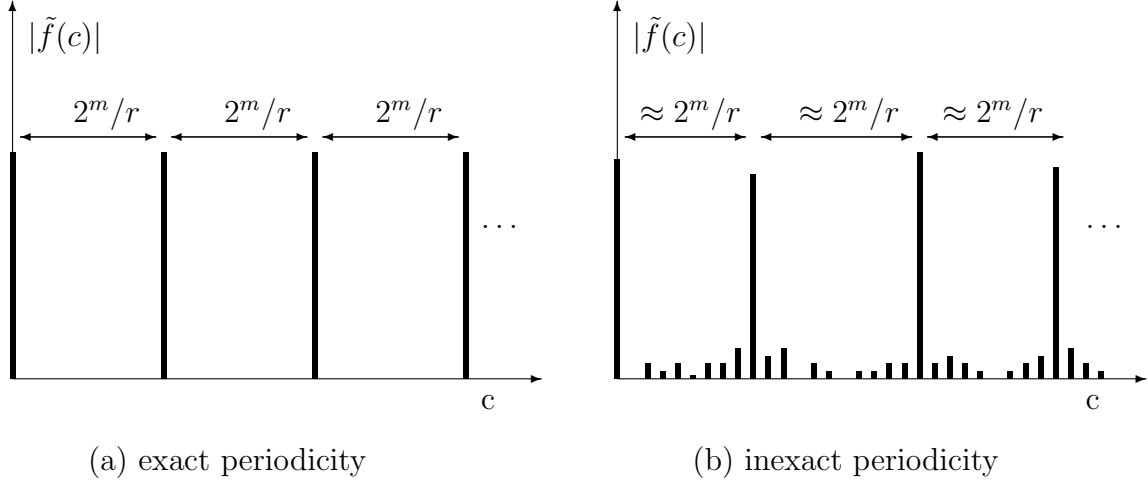 |f̃(c)|
2^m/r 2^m/r 2^m/r
...
c
(a) exact periodicity
|f̃(c)|
≈ 2^m/r ≈ 2^m/r ≈ 2^m/r
...
c
(b) inexact periodicity